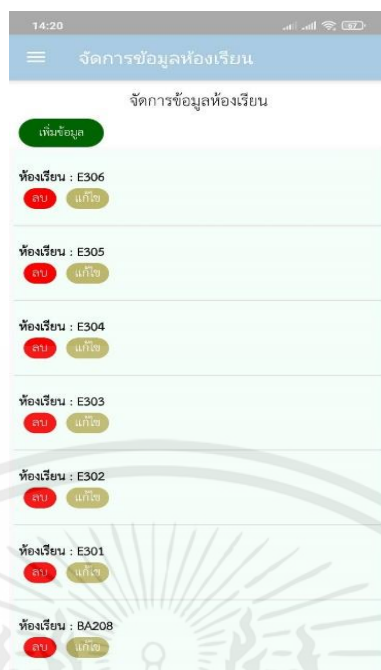 14:20
57
จัดการข้อมูลห้องเรียน
จัดการข้อมูลห้องเรียน
เพิ่มข้อมูล
ห้องเรียน : E306
ลบ แก้ไข
ห้องเรียน : E305
ลบ แก้ไข
ห้องเรียน : E304
ลบ แก้ไข
ห้องเรียน : E303
ลบ แก้ไข
ห้องเรียน : E302
ลบ แก้ไข
ห้องเรียน : E301
ลบ แก้ไข
ห้องเรียน : BA208
ลบ แก้ไข